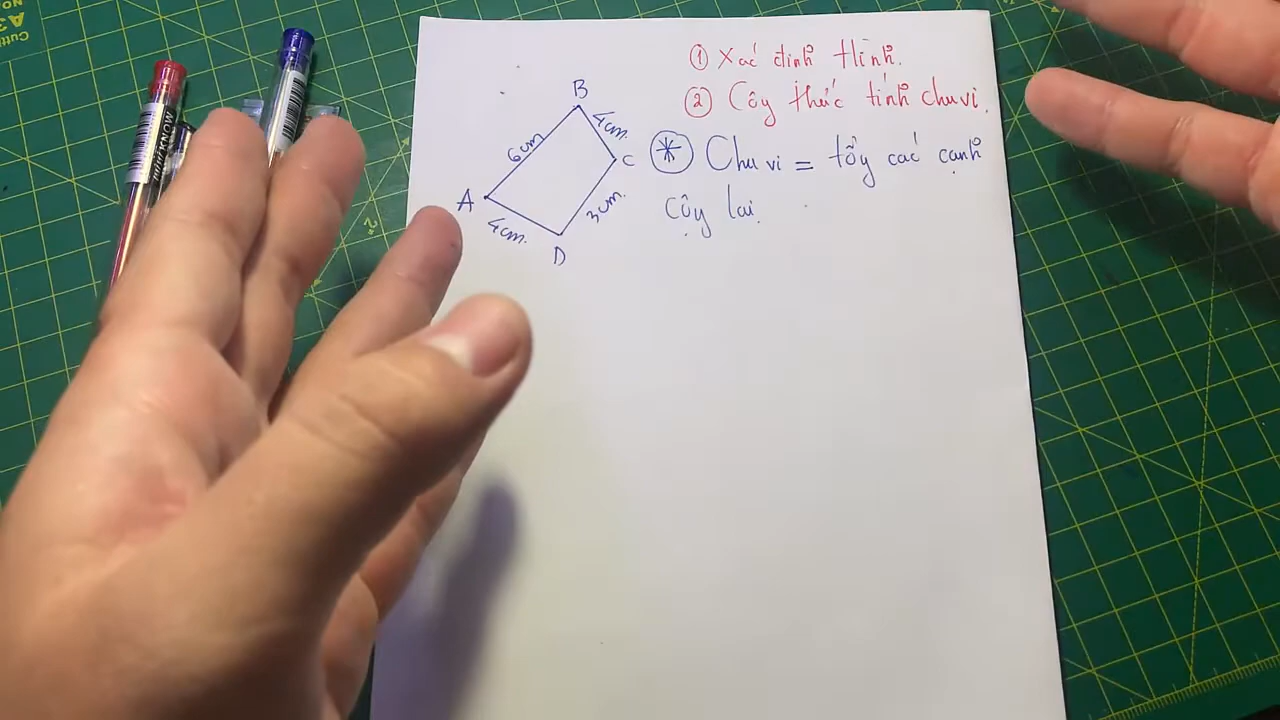 ① Xác định hình.
② Công thức tính chu vi.
B
4cm.
6cm
C
A
4cm.
3cm.
D
* Chu vi = tổng các cạnh
cộng lại.